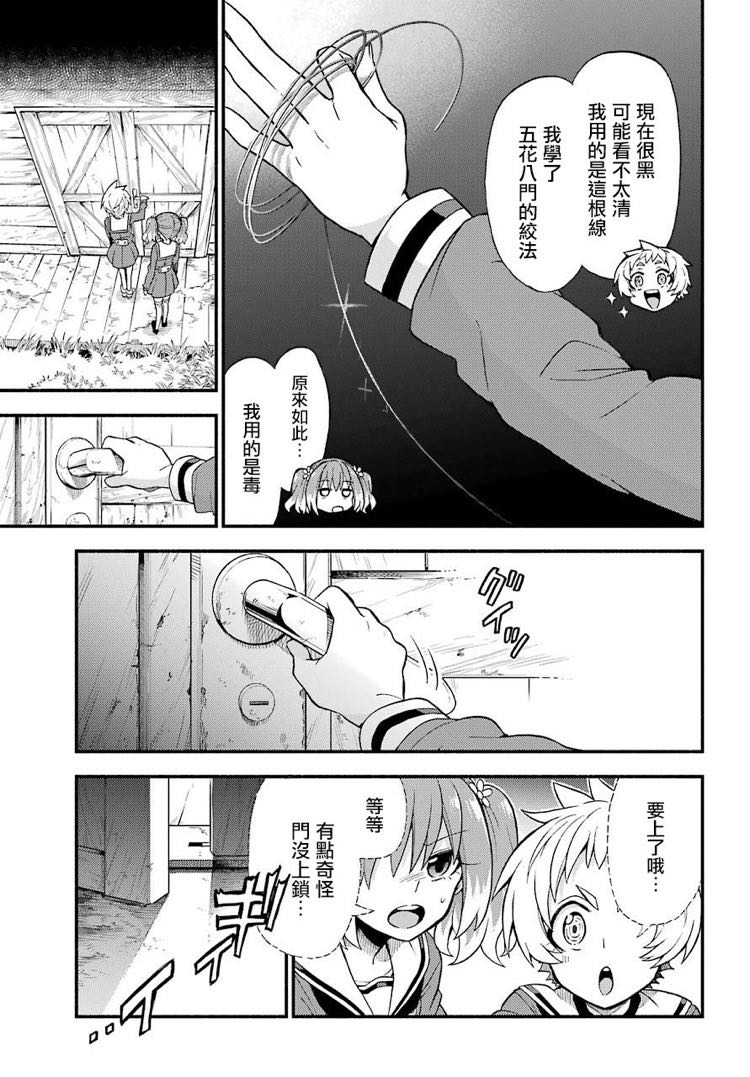 現在很黑
可能看不太清
我用的是這根線
我學了
五花八門的絞法
原來如此…
我用的是毒
グイッ
要上了哦…
等等
有點奇怪
門沒上鎖…
ギィィィ...